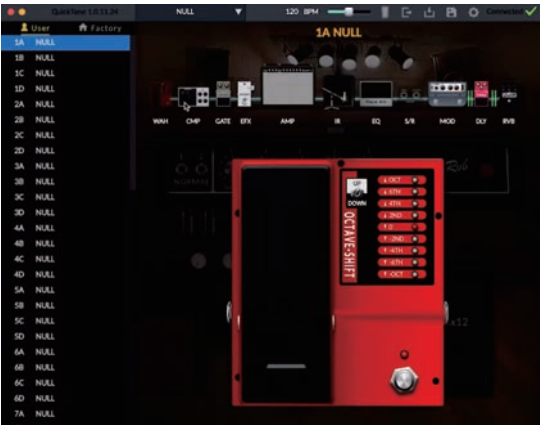 QuickTone 1.0.11.24
NULL
120 BPM
Connected
User
Factory
1A NULL
1A NULL
1B NULL
1C NULL
1D NULL
2A NULL
2B NULL
2C NULL
2D NULL
3A NULL
3B NULL
3C NULL
3D NULL
4A NULL
4B NULL
4C NULL
4D NULL
5A NULL
5B NULL
5C NULL
5D NULL
6A NULL
6B NULL
6C NULL
6D NULL
7A NULL
WAH CMP GATE EFX AMP IR EQ S/R MOD DLY RVB
NORMAL
Rvb
x12
UP
DOWN
OCTAVE-SHIFT
OCT
6TH
4TH
2ND
0
-2ND
-4TH
-6TH
-OCT